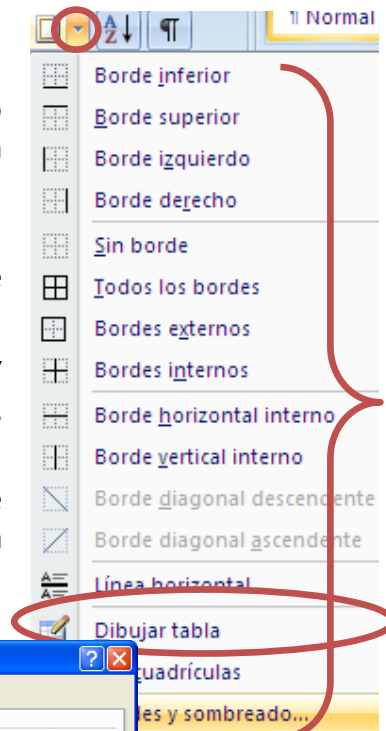 ¶ Normal
Borde inferior
Borde superior
Borde izquierdo
Borde derecho
Sin borde
Todos los bordes
Bordes externos
Bordes internos
Borde horizontal interno
Borde vertical interno
Borde diagonal descendente
Borde diagonal ascendente
Línea horizontal
Dibujar tabla
cuadrículas
des y sombreado...